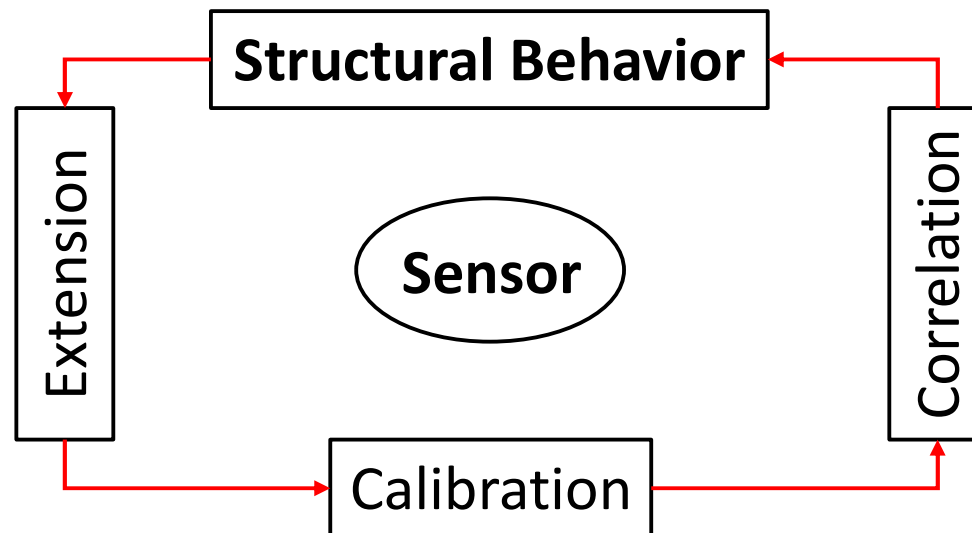 Structural Behavior
Extension
Sensor
Correlation
Calibration